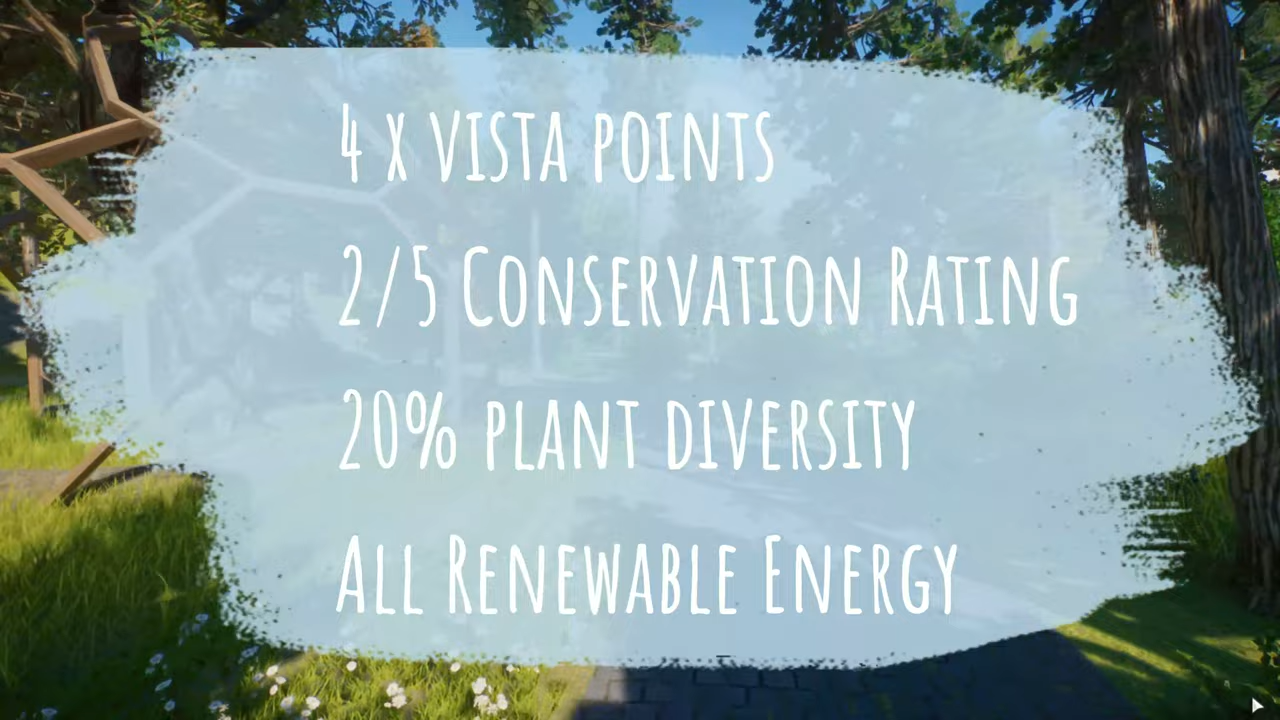 4 x vista points
2/5 Conservation Rating
20% plant diversity
All Renewable Energy